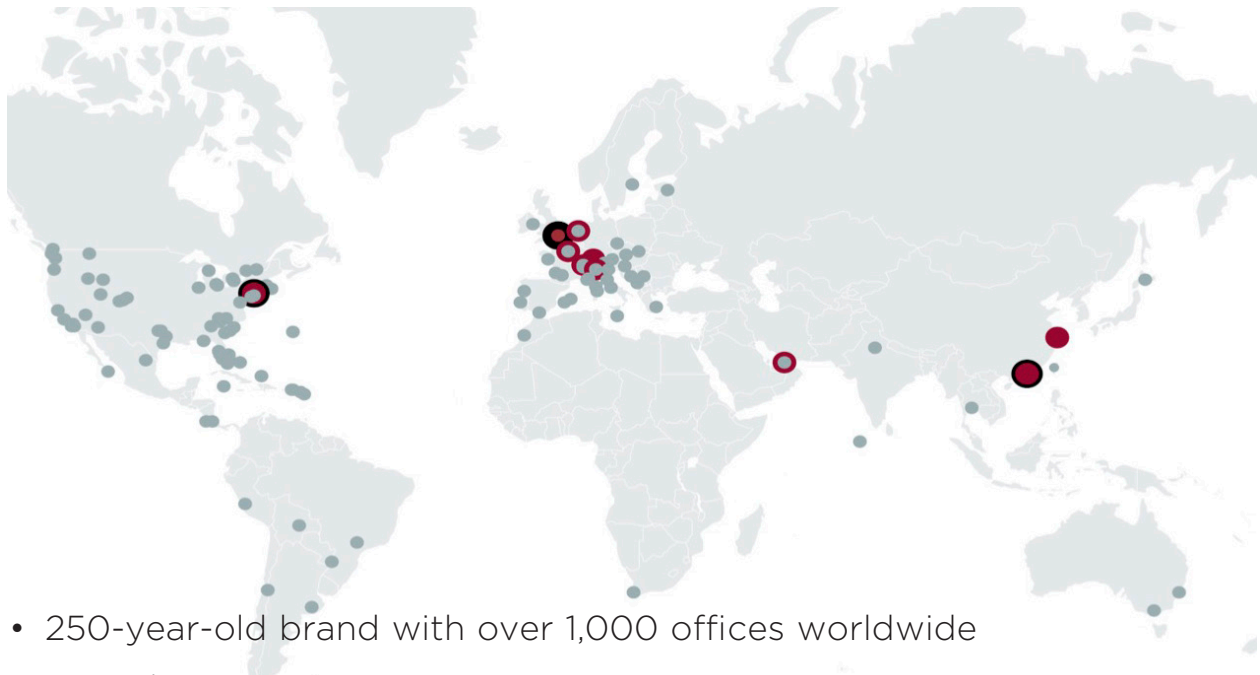 • 250-year-old brand with over 1,000 offices worldwide